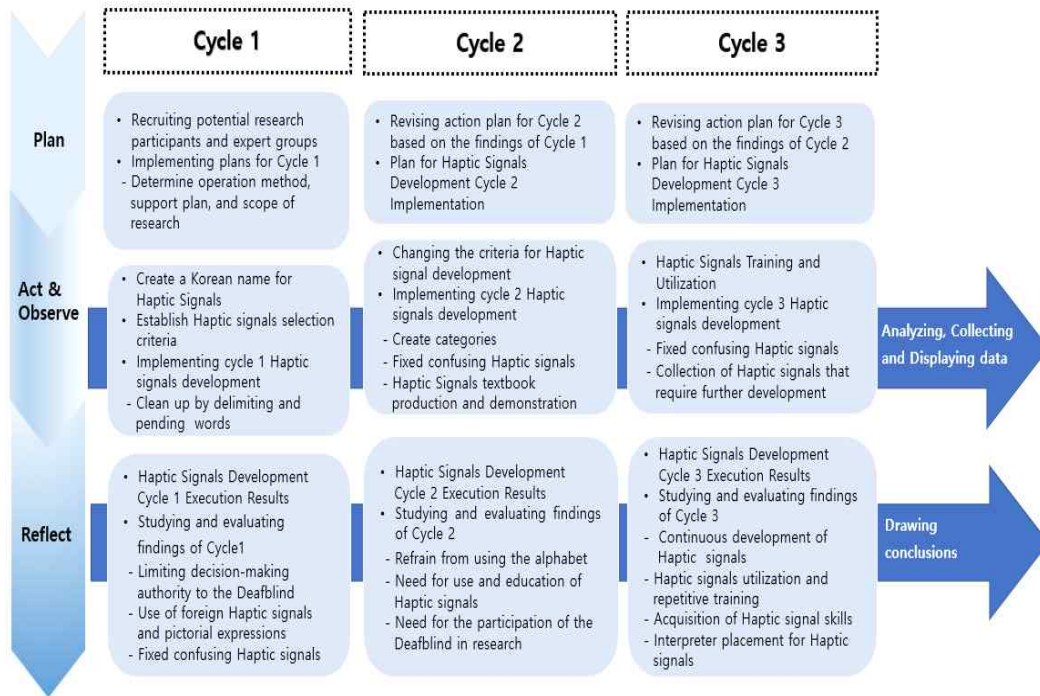 Cycle 1
Cycle 2
Cycle 3
Plan
• Recruiting potential research
participants and expert groups
• Implementing plans for Cycle 1
- Determine operation method,
support plan, and scope of
research
• Revising action plan for Cycle 2
based on the findings of Cycle 1
• Plan for Haptic Signals
Development Cycle 2
Implementation
• Revising action plan for Cycle 3
based on the findings of Cycle 2
• Plan for Haptic Signals
Development Cycle 3
Implementation
Act &
Observe
• Create a Korean name for
Haptic Signals
• Establish Haptic signals selection
criteria
• Implementing cycle 1 Haptic
signals development
- Clean up by delimiting and
pending words
• Changing the criteria for Haptic
signal development
• Implementing cycle 2 Haptic
signals development
- Create categories
- Fixed confusing Haptic signals
- Haptic Signals textbook
production and demonstration
• Haptic Signals Training and
Utilization
• Implementing cycle 3 Haptic
signals development
- Fixed confusing Haptic signals
- Collection of Haptic signals that
require further development
Analyzing, Collecting
and Displaying data
Reflect
• Haptic Signals Development
Cycle 1 Execution Results
• Studying and evaluating
findings of Cycle1
- Limiting decision-making
authority to the Deafblind
- Use of foreign Haptic signals
and pictorial expressions
- Fixed confusing Haptic signals
• Haptic Signals Development
Cycle 2 Execution Results
• Studying and evaluating findings
of Cycle 2
- Refrain from using the alphabet
- Need for use and education of
Haptic signals
- Need for the participation of the
Deafblind in research
• Haptic Signals Development
Cycle 3 Execution Results
• Studying and evaluating findings
of Cycle 3
- Continuous development of
Haptic signals
- Haptic signals utilization and
repetitive training
- Acquisition of Haptic signal skills
- Interpreter placement for Haptic
signals
Drawing
conclusions